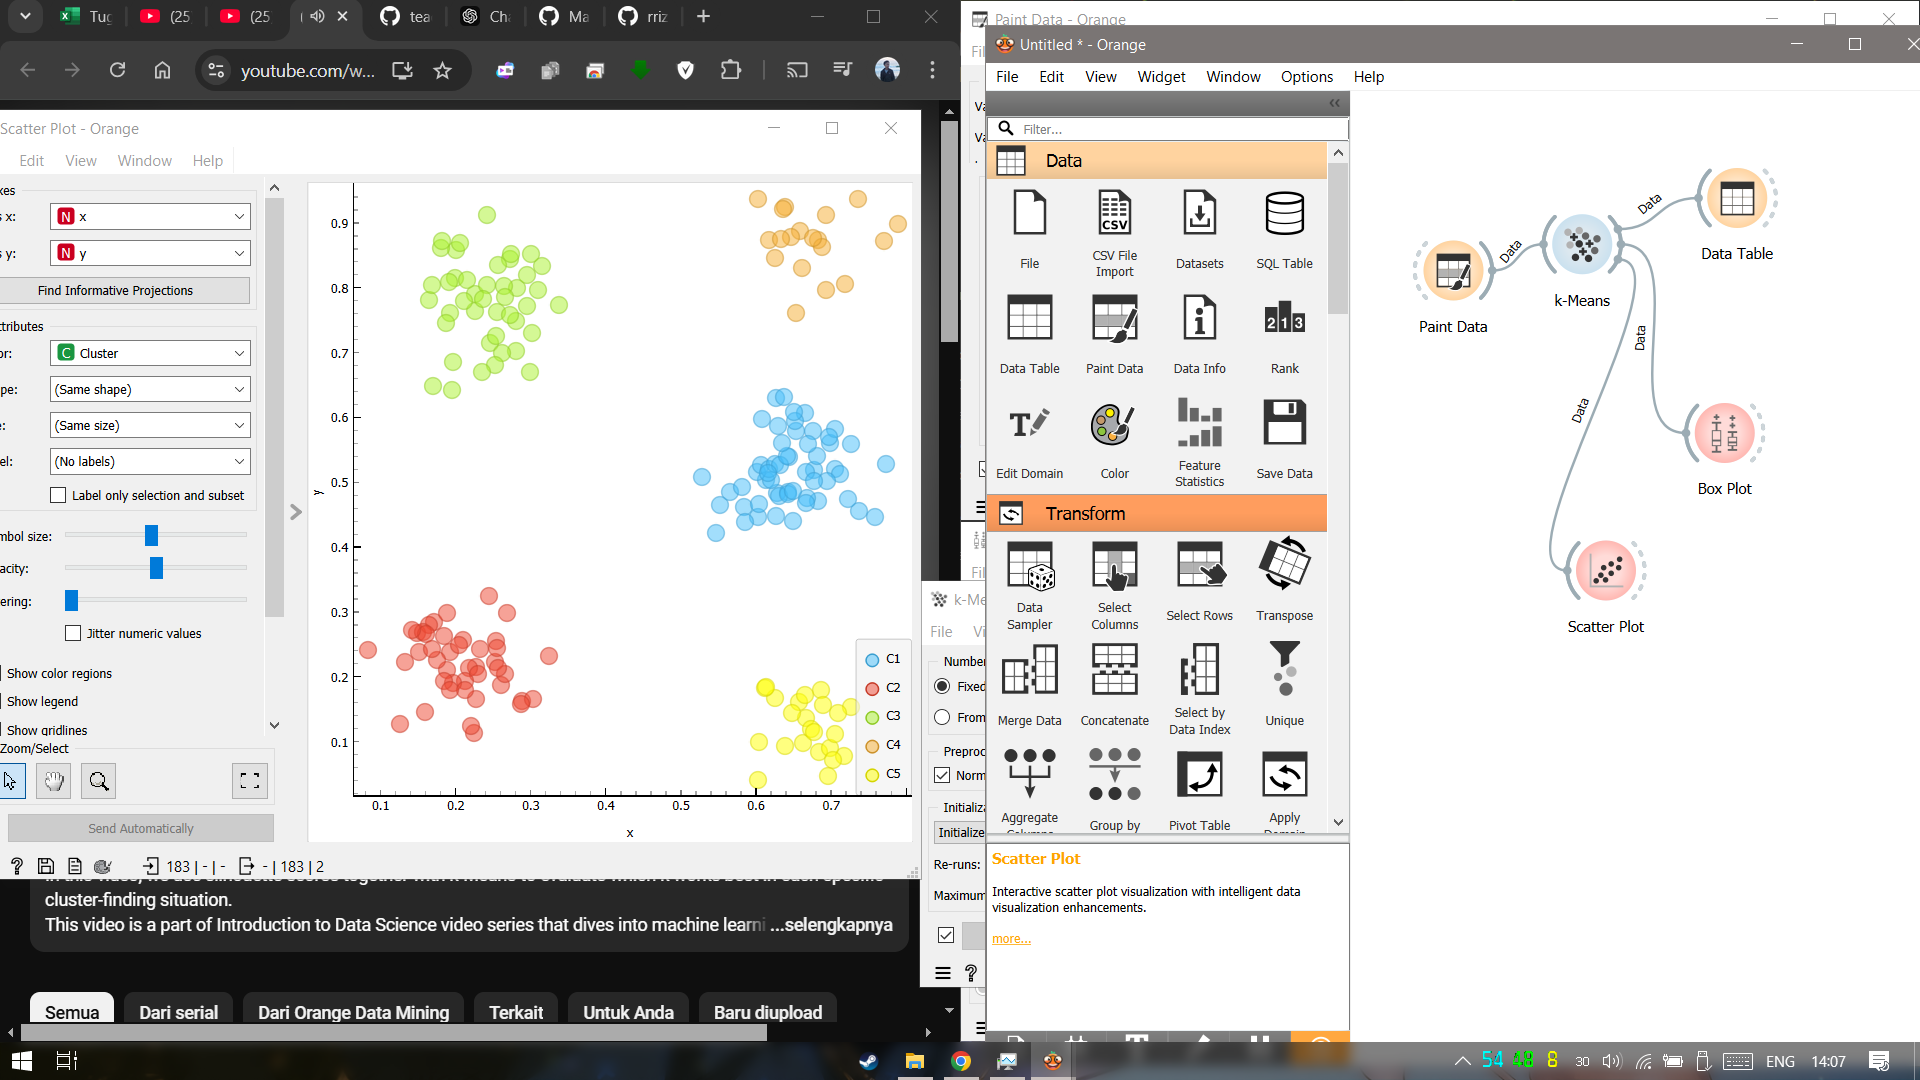 Tug
(25
(25
(
tea
Ch
Ma
rriz
youtube.com/w...
Scatter Plot - Orange
Edit View Window Help
xes
s x:
N x
s y:
N y
Find Informative Projections
ttributes
or:
C Cluster
pe:
(Same shape)
e:
(Same size)
el:
(No labels)
Label only selection and subset
mbol size:
acity:
ering:
Jitter numeric values
Show color regions
Show legend
Show gridlines
Zoom/Select
Send Automatically
183 | - | -
- | 183 | 2
0.9
0.8
0.7
0.6
0.5
0.4
0.3
0.2
0.1
y
0.1 0.2 0.3 0.4 0.5 0.6 0.7
x
C1
C2
C3
C4
C5
cluster-finding situation.
This video is a part of Introduction to Data Science video series that dives into machine learni ...selengkapnya
Semua
Dari serial
Dari Orange Data Mining
Terkait
Untuk Anda
Baru diupload
Paint Data - Orange
Fil
Va
Va
Fil
k-Me
File Vi
Number
Fixed
From
Preproc
Norm
Initializa
Initialize
Re-runs:
Maximum
Untitled * - Orange
File Edit View Widget Window Options Help
Filter...
Data
File
CSV File
Import
Datasets
SQL Table
Data Table
Paint Data
Data Info
Rank
Edit Domain
Color
Feature
Statistics
Save Data
Transform
Data
Sampler
Select
Columns
Select Rows
Transpose
Merge Data
Concatenate
Select by
Data Index
Unique
Aggregate
Columns
Group by
Pivot Table
Apply
Domain
Scatter Plot
Interactive scatter plot visualization with intelligent data
visualization enhancements.
more...
Paint Data
Data
k-Means
Data
Data Table
Data
Box Plot
Data
Scatter Plot
54 48 8 30
ENG
14:07